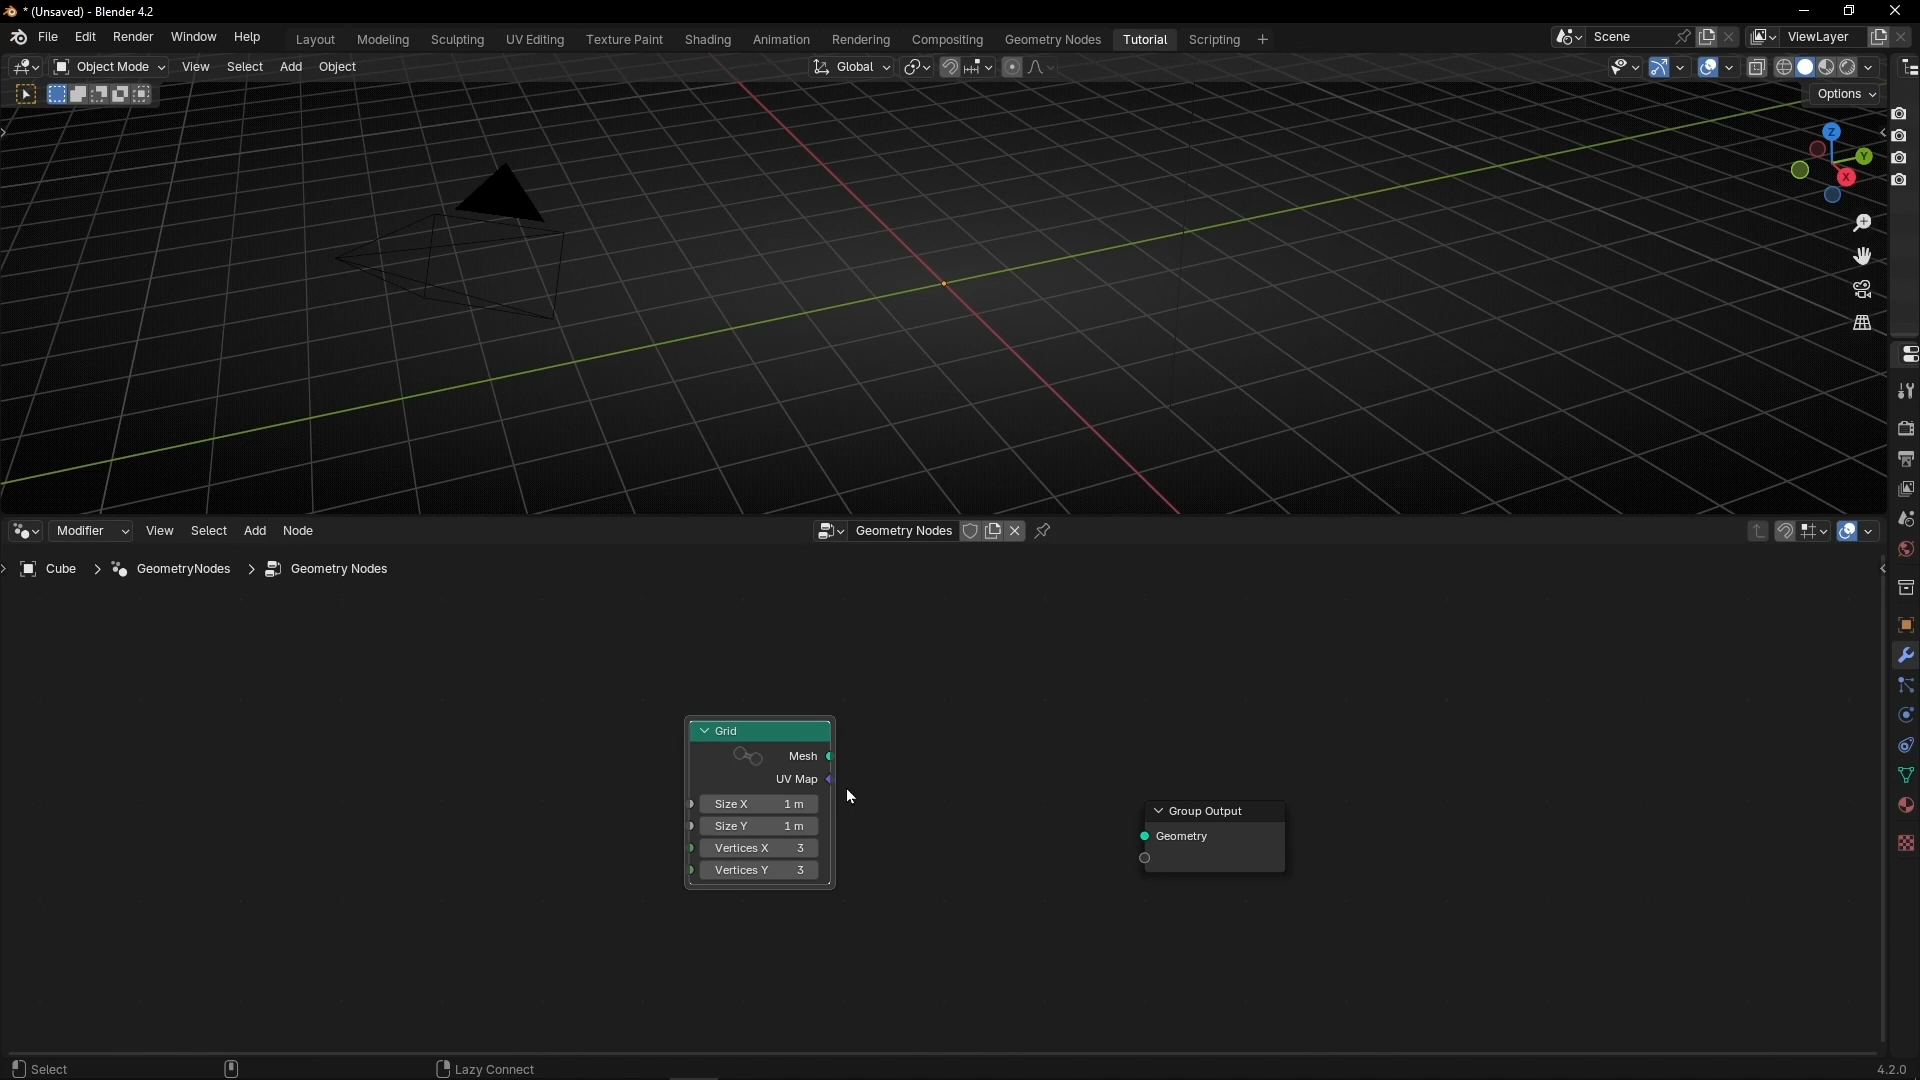 * (Unsaved) - Blender 4.2
File Edit Render Window Help
Layout Modeling Sculpting UV Editing Texture Paint Shading Animation Rendering Compositing Geometry Nodes Tutorial Scripting +
Scene
ViewLayer
Object Mode View Select Add Object
Global
Options
Z
Y
X
Modifier View Select Add Node
Geometry Nodes
Cube > GeometryNodes > Geometry Nodes
Grid
Mesh
UV Map
Size X 1 m
Size Y 1 m
Vertices X 3
Vertices Y 3
Group Output
Geometry
Select
Lazy Connect
4.2.0